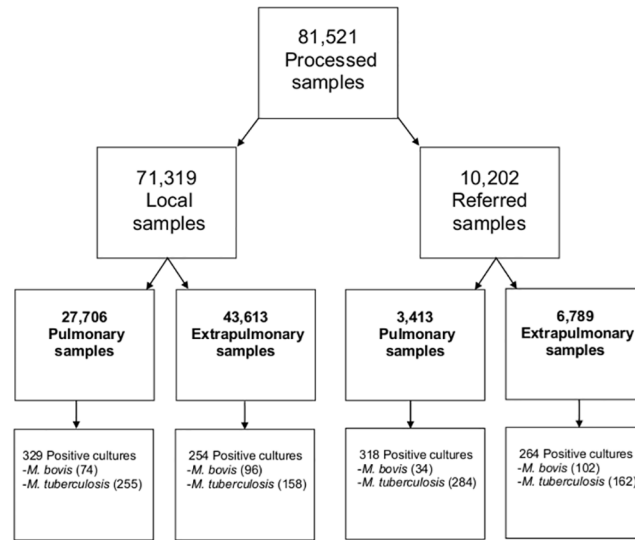 81,521
Processed
samples
71,319
Local
samples
10,202
Referred
samples
27,706
Pulmonary
samples
43,613
Extrapulmonary
samples
3,413
Pulmonary
samples
6,789
Extrapulmonary
samples
329 Positive cultures
-M. bovis (74)
-M. tuberculosis (255)
254 Positive cultures
-M. bovis (96)
-M. tuberculosis (158)
318 Positive cultures
-M. bovis (34)
-M. tuberculosis (284)
264 Positive cultures
-M. bovis (102)
-M. tuberculosis (162)